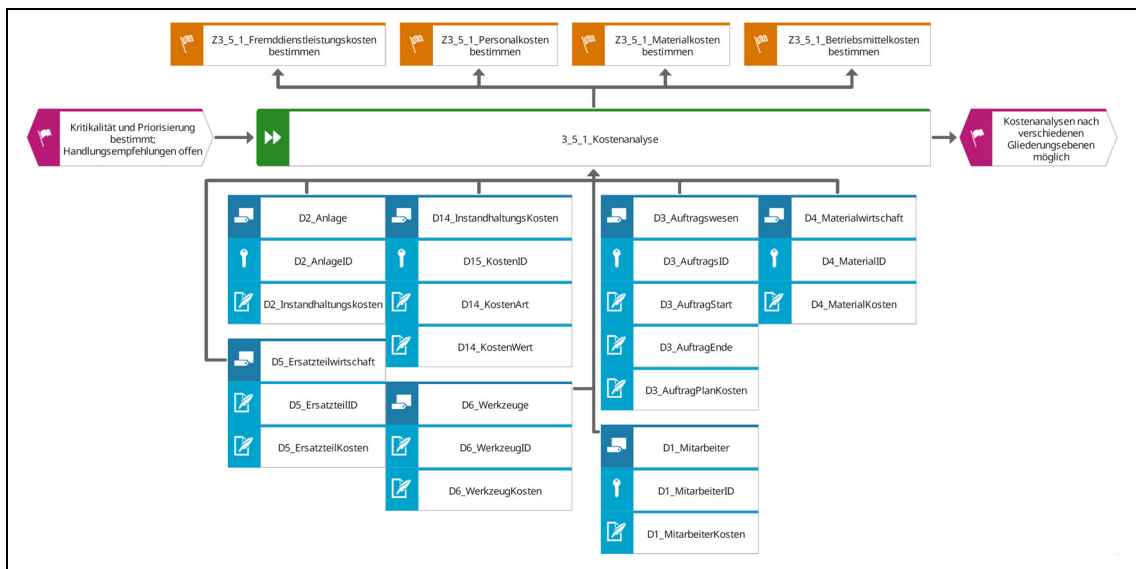 Z3_5_1_Fremddienstleistungskosten
bestimmen
Z3_5_1_Personalkosten
bestimmen
Z3_5_1_Materialkosten
bestimmen
Z3_5_1_Betriebsmittelkosten
bestimmen
Kritikalität und Priorisierung
bestimmt;
Handlungsempfehlungen offen
3_5_1_Kostenanalyse
Kostenanalysen nach
verschiedenen
Gliederungsebenen
möglich
D2_Anlage
D2_AnlageID
D2_Instandhaltungskosten
D14_InstandhaltungsKosten
D15_KostenID
D14_KostenArt
D14_KostenWert
D3_Auftragswesen
D3_AuftragsID
D3_AuftragStart
D3_AuftragEnde
D3_AuftragPlanKosten
D4_Materialwirtschaft
D4_MaterialID
D4_MaterialKosten
D5_Ersatzteilwirtschaft
D5_ErsatzteilID
D5_ErsatzteilKosten
D6_Werkzeuge
D6_WerkzeugID
D6_WerkzeugKosten
D1_Mitarbeiter
D1_MitarbeiterID
D1_MitarbeiterKosten